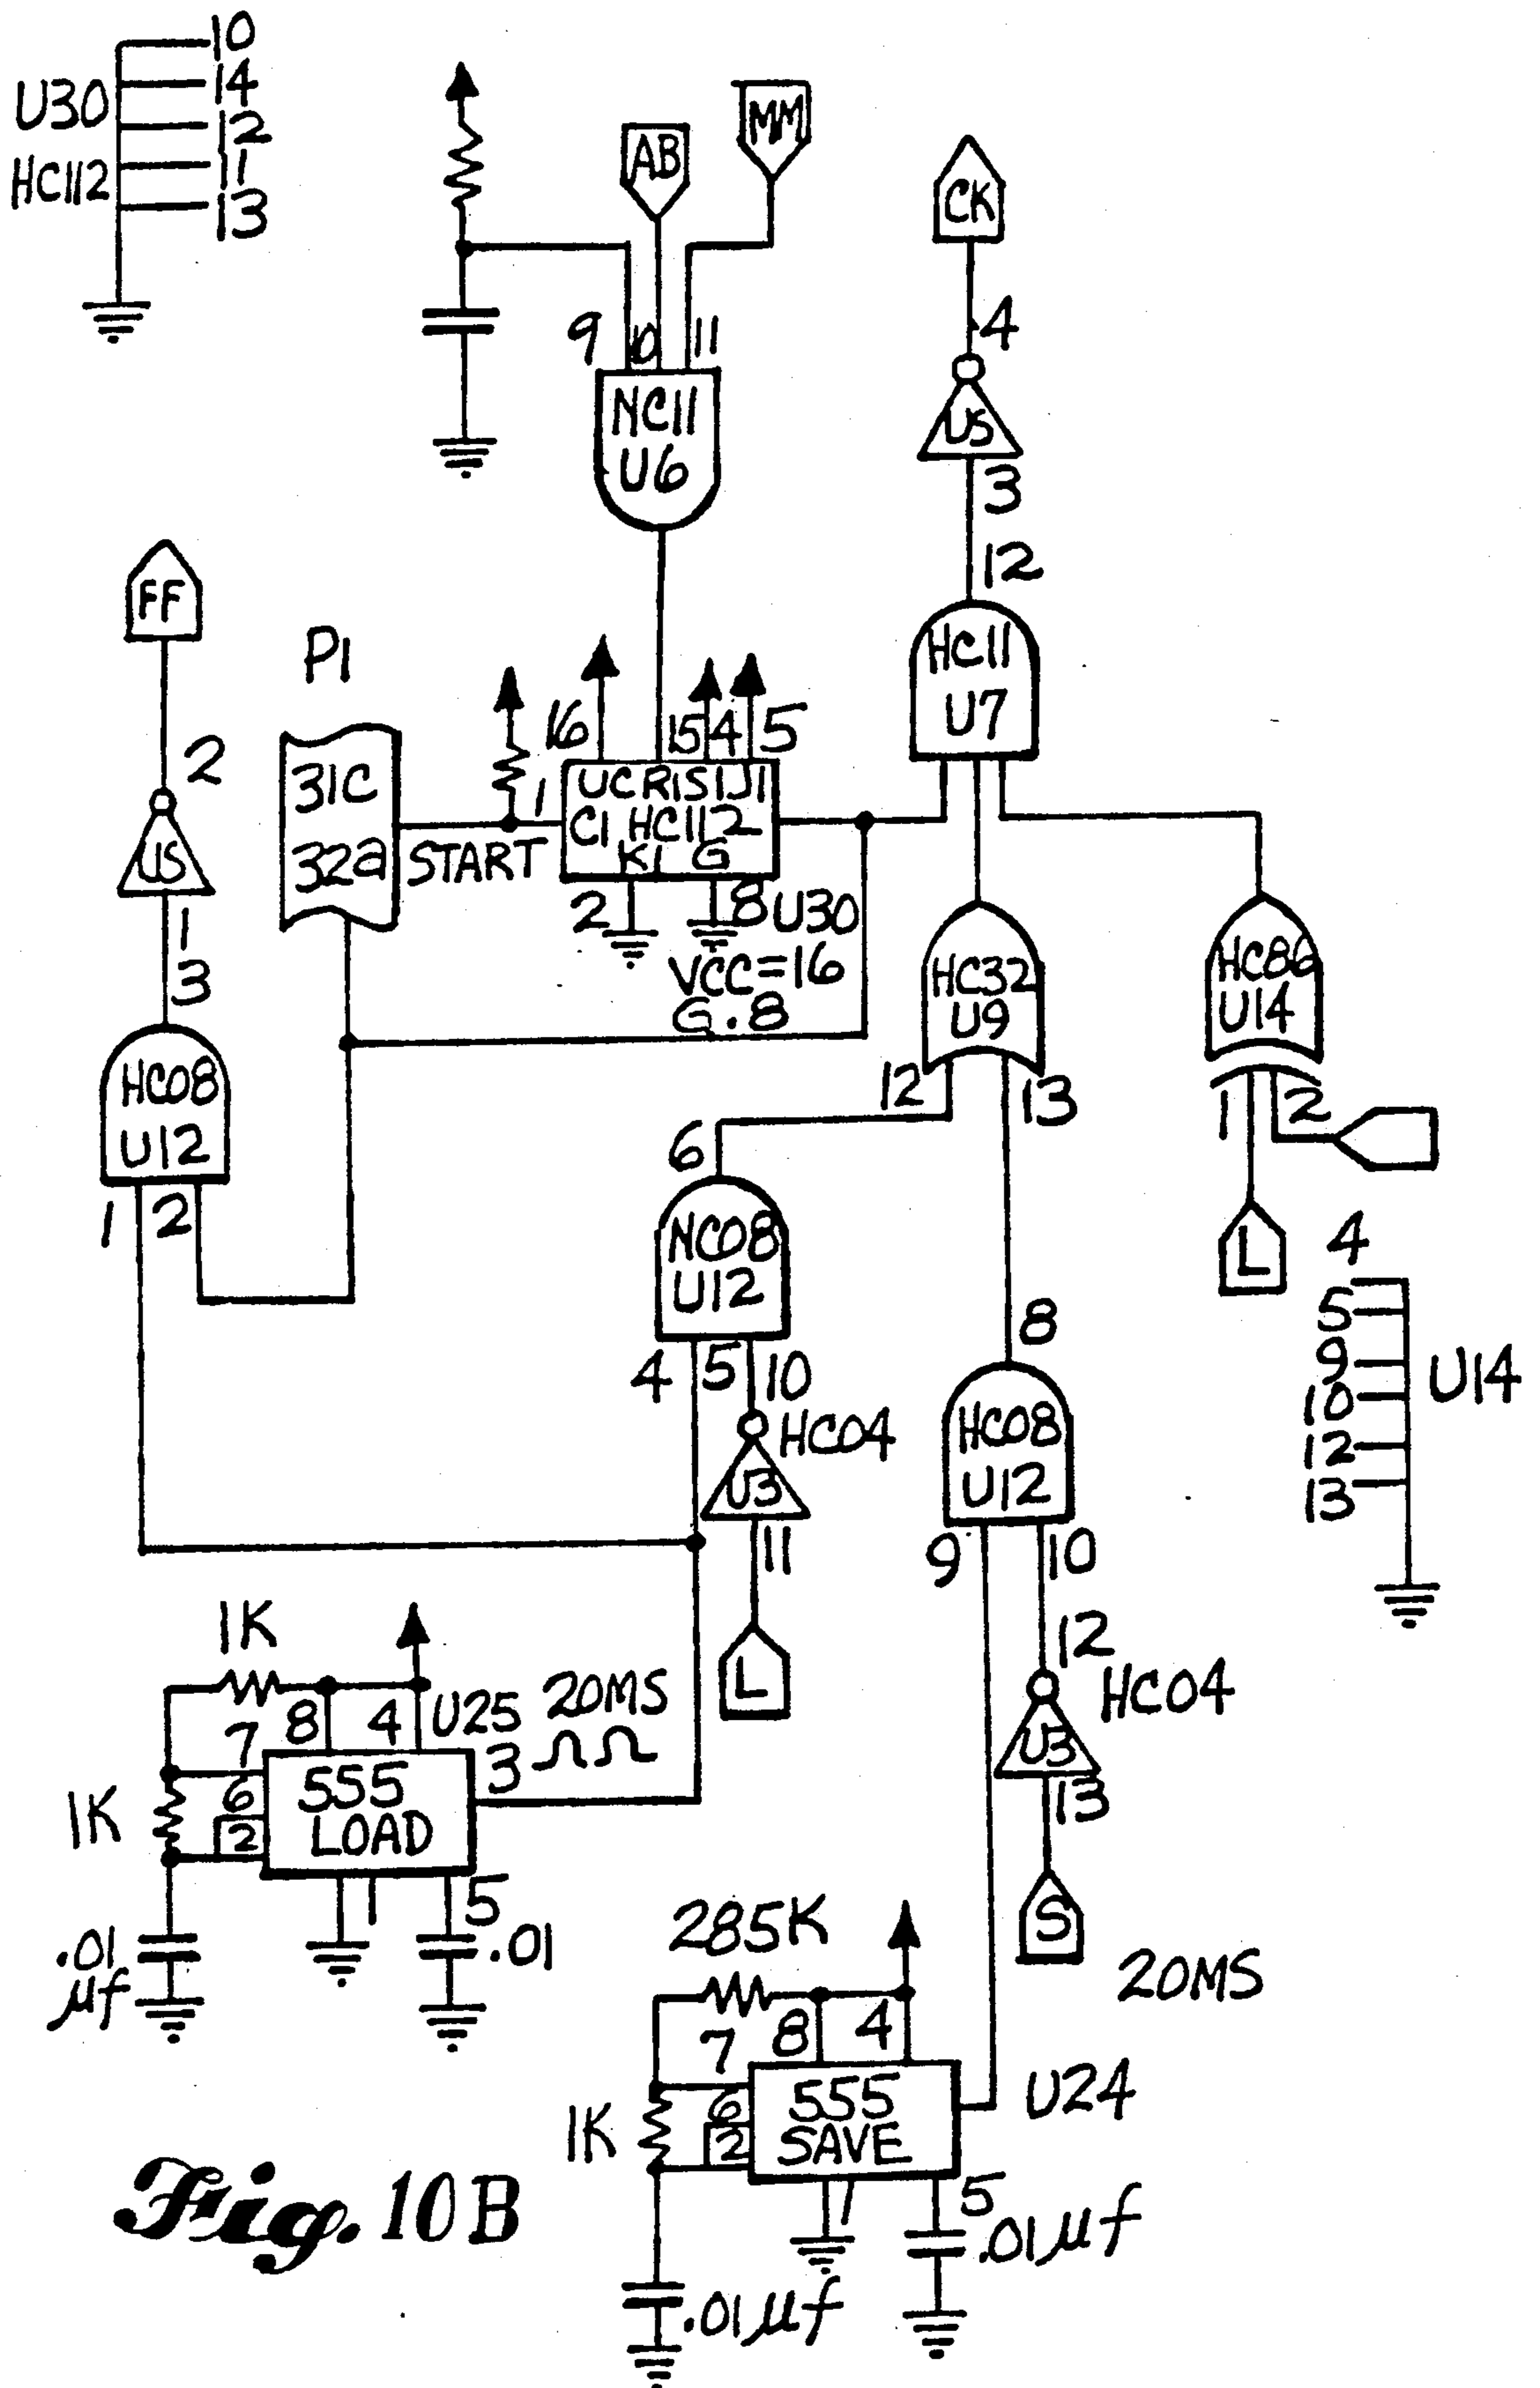 10
14
U30
12
HC112
11
13
AB
MM
CK
9
10
11
4
NC11
U6
U5
3
12
FF
P1
HC11
U7
2
16
15
4
5
31C
32a
1
UC R1 S1 J1
C1 HC112
K1 G
START
U5
2
8
U30
VCC=16
G.8
1
3
HC32
U9
HC86
U14
HC08
U12
12
13
1
2
6
1
2
NC08
U12
L
4
5
9
10
12
13
U14
8
4
5
10
HC04
U3
HC08
U12
11
9
10
L
1K
12
HC04
U3
13
8
4
U25
20MS
7
3
6
2
555
LOAD
1K
1
5
.01
.01
µf
S
20MS
285K
7
8
4
6
2
555
SAVE
U24
1K
1
5
.01µf
.01µf
Fig. 10B